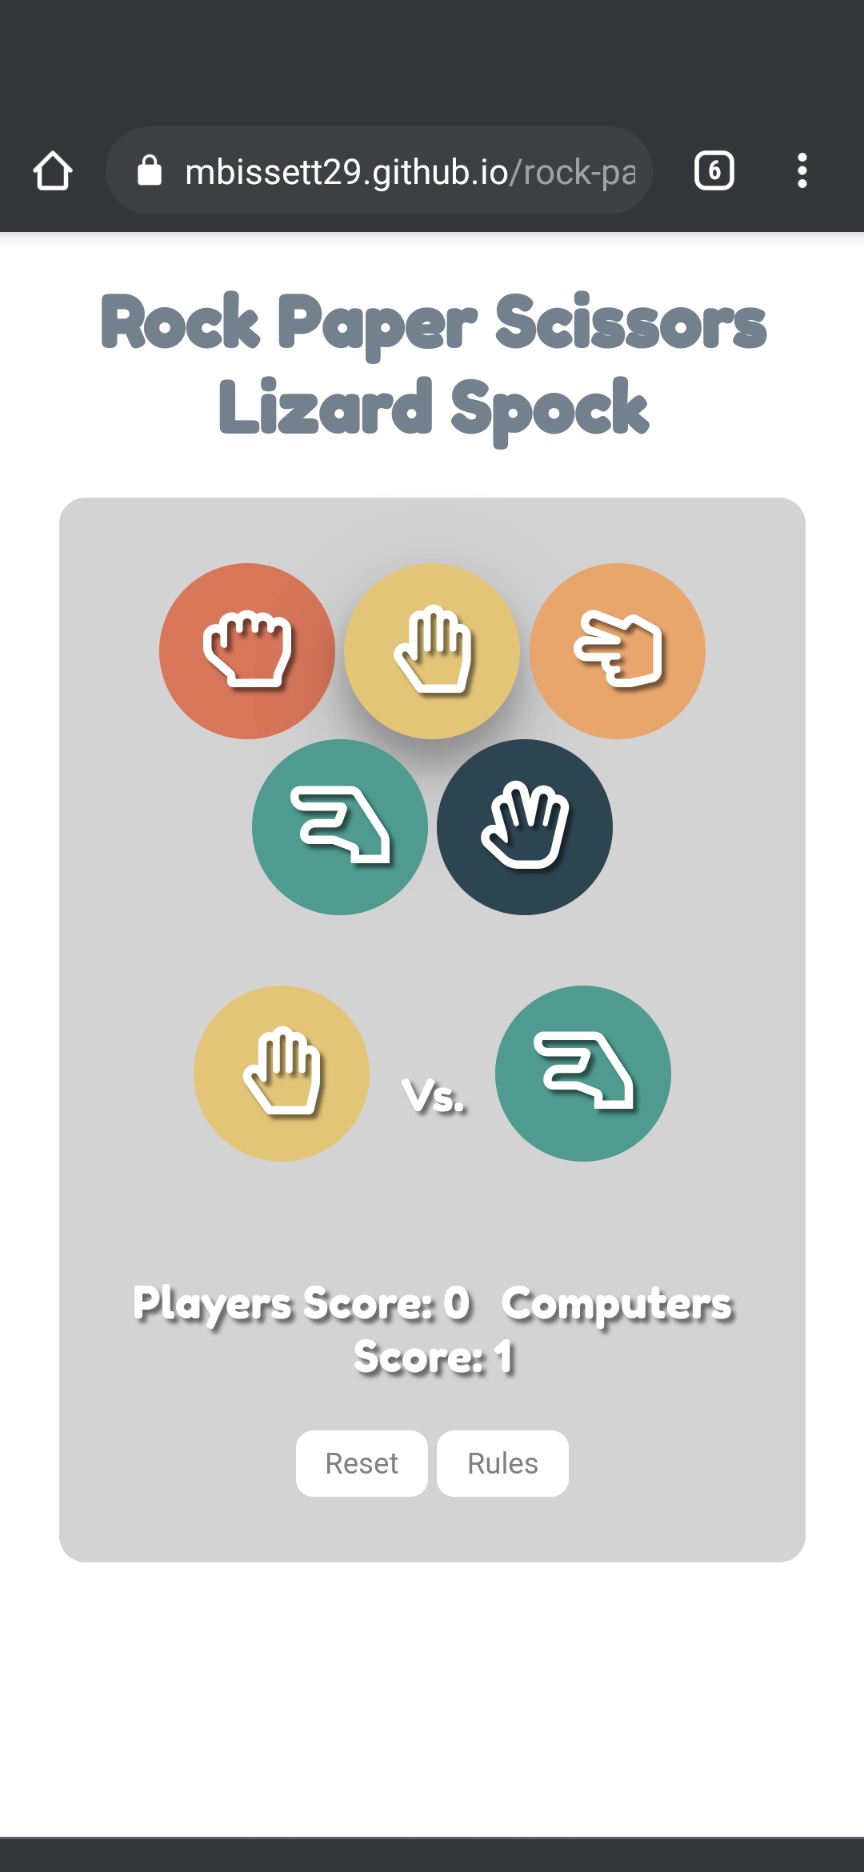 mbissett29.github.io/rock-pa
6
Rock Paper Scissors
Lizard Spock
Vs.
Players Score: 0 Computers
Score: 1
Reset Rules